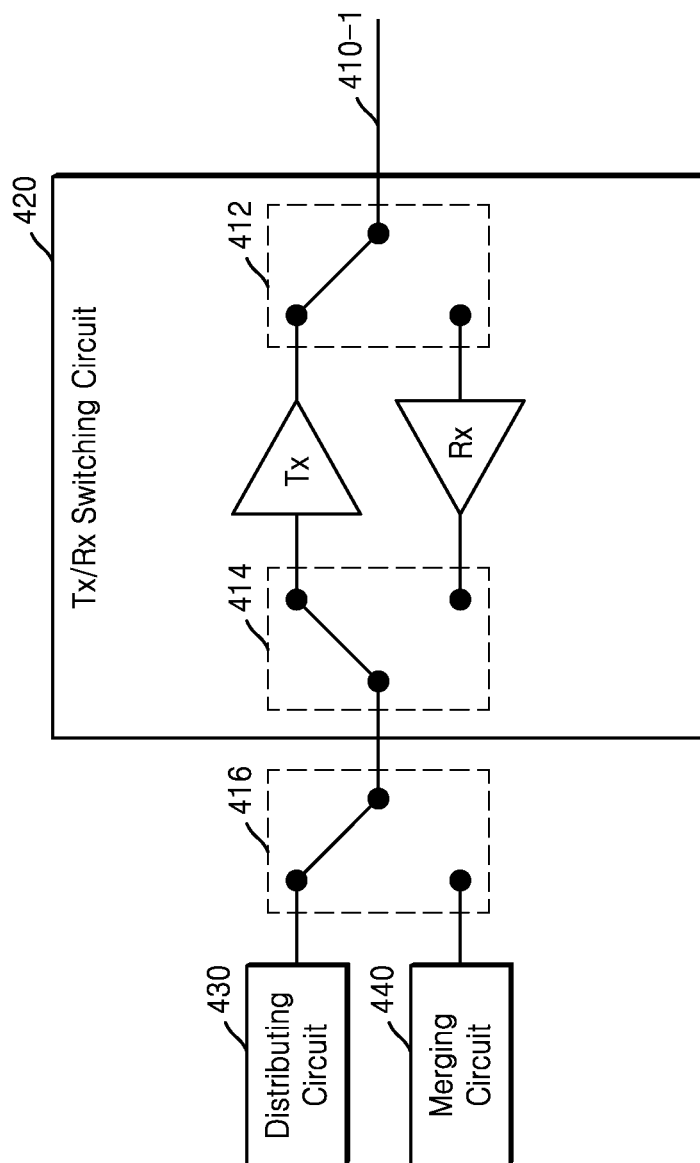 420
Tx/Rx Switching Circuit
430
Distributing
Circuit
416
414
Tx
412
410-1
440
Merging
Circuit
Rx